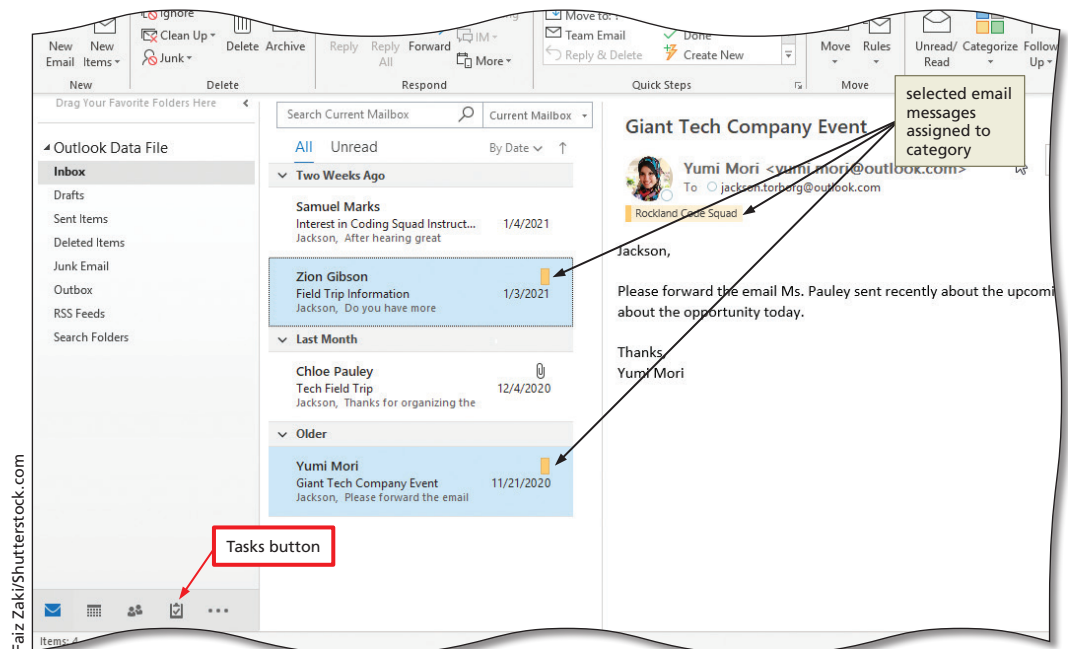 Ignore
Move to: ?
Clean Up
Team Email
Done
New Email
New Items
Delete
Archive
Reply
Reply All
Forward
IM
Junk
More
Reply & Delete
Create New
Move
Rules
Unread/ Read
Categorize
Follow Up
New
Delete
Respond
Quick Steps
Move
selected email
messages
assigned to
category
Drag Your Favorite Folders Here
Outlook Data File
Inbox
Drafts
Sent Items
Deleted Items
Junk Email
Outbox
RSS Feeds
Search Folders
Search Current Mailbox
Current Mailbox
All Unread By Date
Two Weeks Ago
Samuel Marks
Interest in Coding Squad Instruct... 1/4/2021
Jackson, After hearing great
Zion Gibson
Field Trip Information 1/3/2021
Jackson, Do you have more
Last Month
Chloe Pauley
Tech Field Trip 12/4/2020
Jackson, Thanks for organizing the
Older
Yumi Mori
Giant Tech Company Event 11/21/2020
Jackson, Please forward the email
Giant Tech Company Event
Yumi Mori <yumi.mori@outlook.com>
To jackson.torborg@outlook.com
Rockland Code Squad
Jackson,
Please forward the email Ms. Pauley sent recently about the upcomi
about the opportunity today.
Thanks,
Yumi Mori
Tasks button
Items: 4
Faiz Zaki/Shutterstock.com